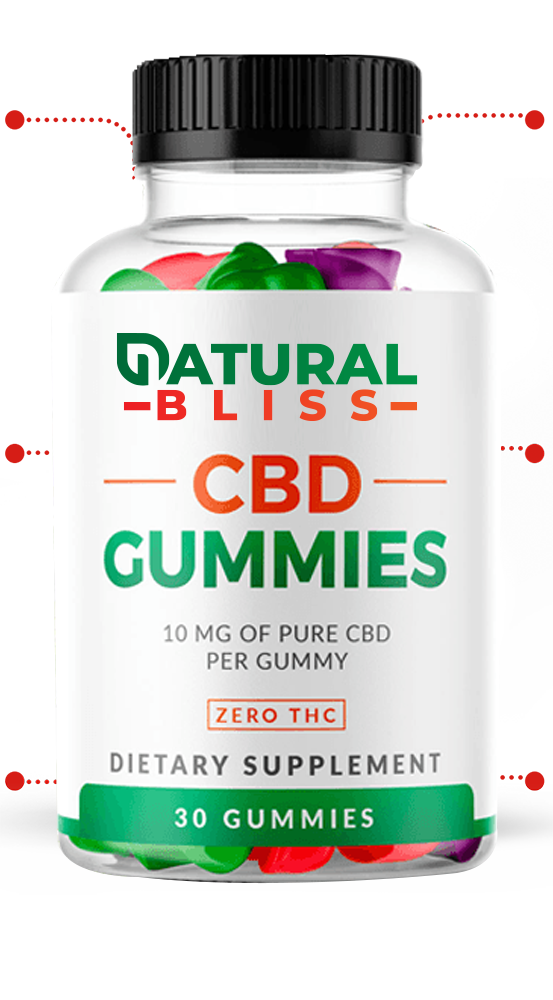 NATURAL
BLISS
CBD
GUMMIES
10 MG OF PURE CBD
PER GUMMY
ZERO THC
DIETARY SUPPLEMENT
30 GUMMIES